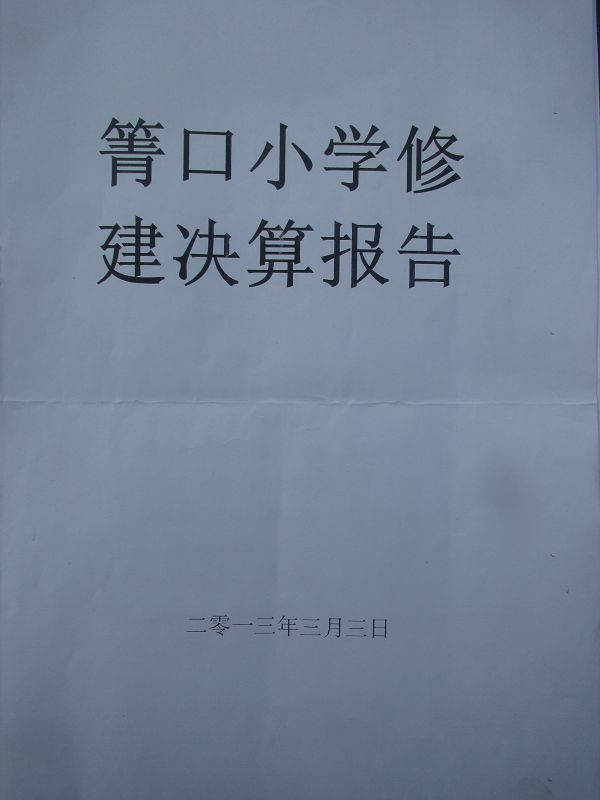 箐口小学修
建决算报告
二零一三年三月三日